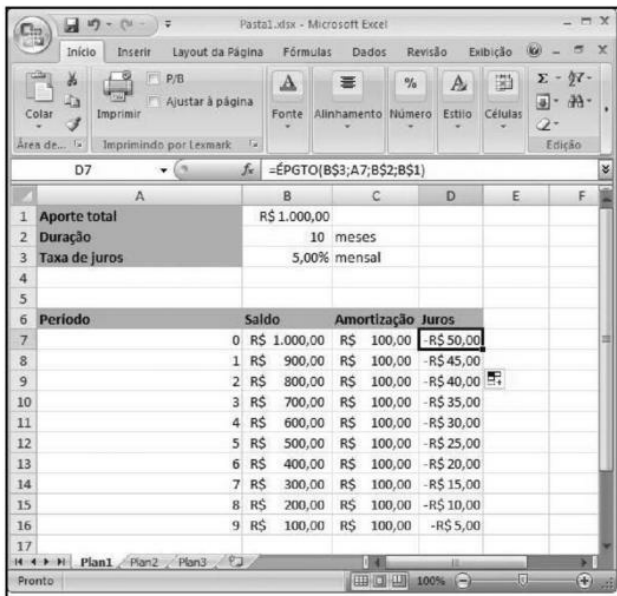 Pasta1.xlsx - Microsoft Excel
Início Inserir Layout da Página Fórmulas Dados Revisão Exibição
Colar
Imprimir
P/B
Ajustar à página
Fonte Alinhamento Número Estilo Células
Área de... Imprimindo por Lexmark Edição
D7 fx =ÉPGTO(B$3;A7;B$2;B$1)
A B C D E F
1 Aporte total R$ 1.000,00
2 Duração 10 meses
3 Taxa de juros 5,00% mensal
4
5
6 Período Saldo Amortização Juros
7 0 R$ 1.000,00 R$ 100,00 -R$ 50,00
8 1 R$ 900,00 R$ 100,00 -R$ 45,00
9 2 R$ 800,00 R$ 100,00 -R$ 40,00
10 3 R$ 700,00 R$ 100,00 -R$ 35,00
11 4 R$ 600,00 R$ 100,00 -R$ 30,00
12 5 R$ 500,00 R$ 100,00 -R$ 25,00
13 6 R$ 400,00 R$ 100,00 -R$ 20,00
14 7 R$ 300,00 R$ 100,00 -R$ 15,00
15 8 R$ 200,00 R$ 100,00 -R$ 10,00
16 9 R$ 100,00 R$ 100,00 -R$ 5,00
17
Plan1 Plan2 Plan3
Pronto 100%